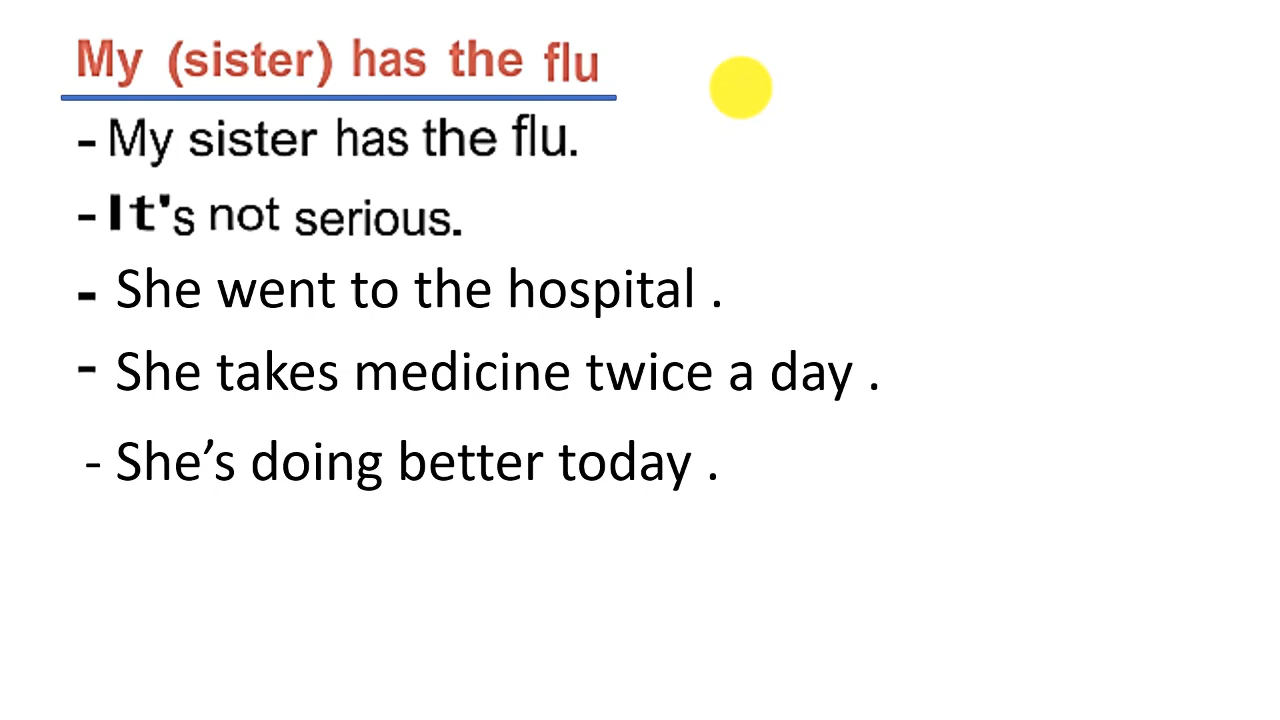 My (sister) has the flu
- My sister has the flu.
- It's not serious.
- She went to the hospital .
- She takes medicine twice a day .
- She’s doing better today .